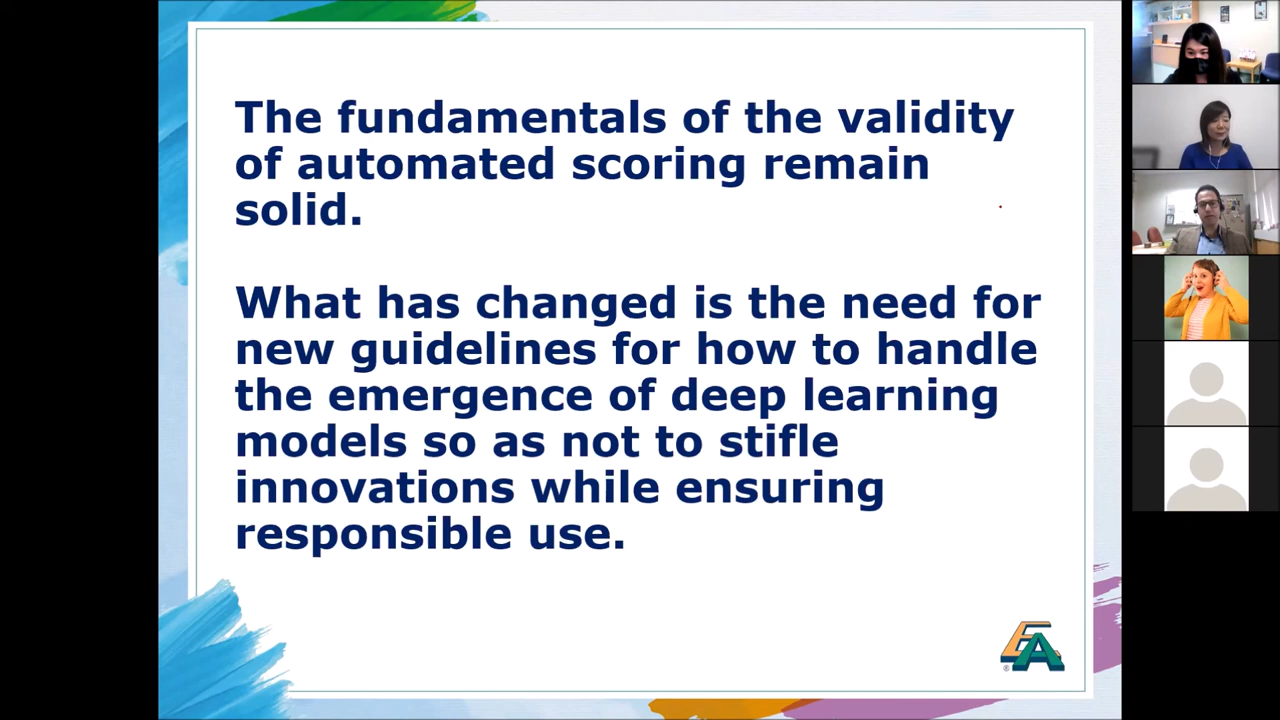 The fundamentals of the validity
of automated scoring remain
solid.
What has changed is the need for
new guidelines for how to handle
the emergence of deep learning
models so as not to stifle
innovations while ensuring
responsible use.
EA
®